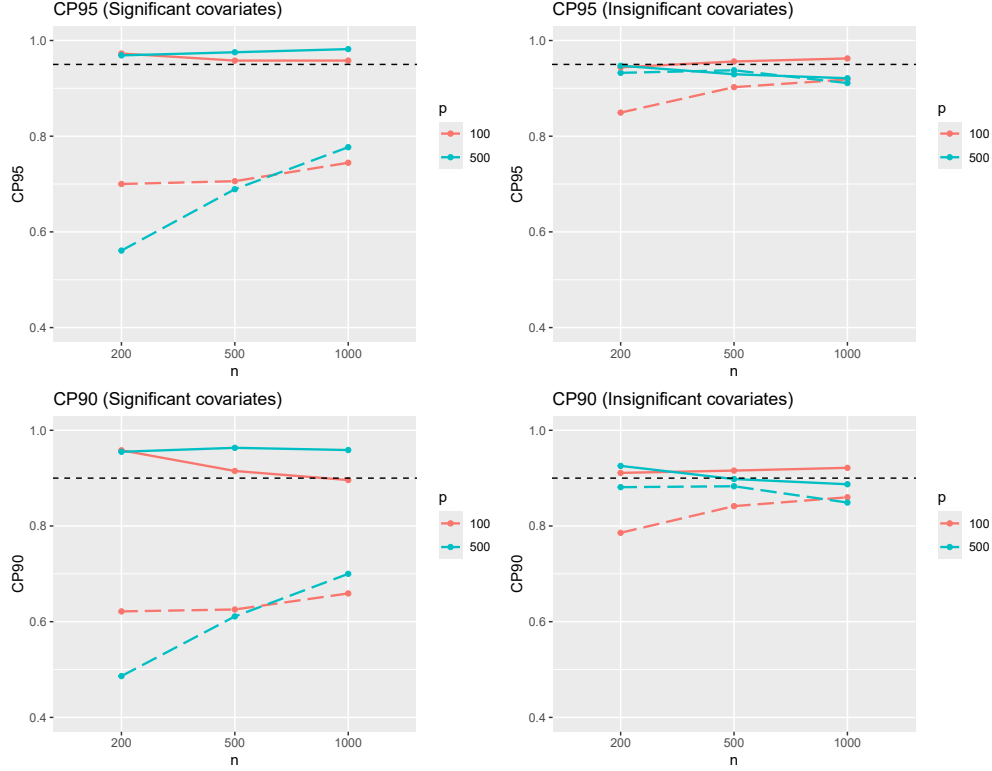 CP95 (Significant covariates)
1.0
0.8
0.6
0.4
CP95
200
500
1000
n
p
100
500
CP95 (Insignificant covariates)
1.0
0.8
0.6
0.4
CP95
200
500
1000
n
p
100
500
CP90 (Significant covariates)
1.0
0.8
0.6
0.4
CP90
200
500
1000
n
p
100
500
CP90 (Insignificant covariates)
1.0
0.8
0.6
0.4
CP90
200
500
1000
n
p
100
500